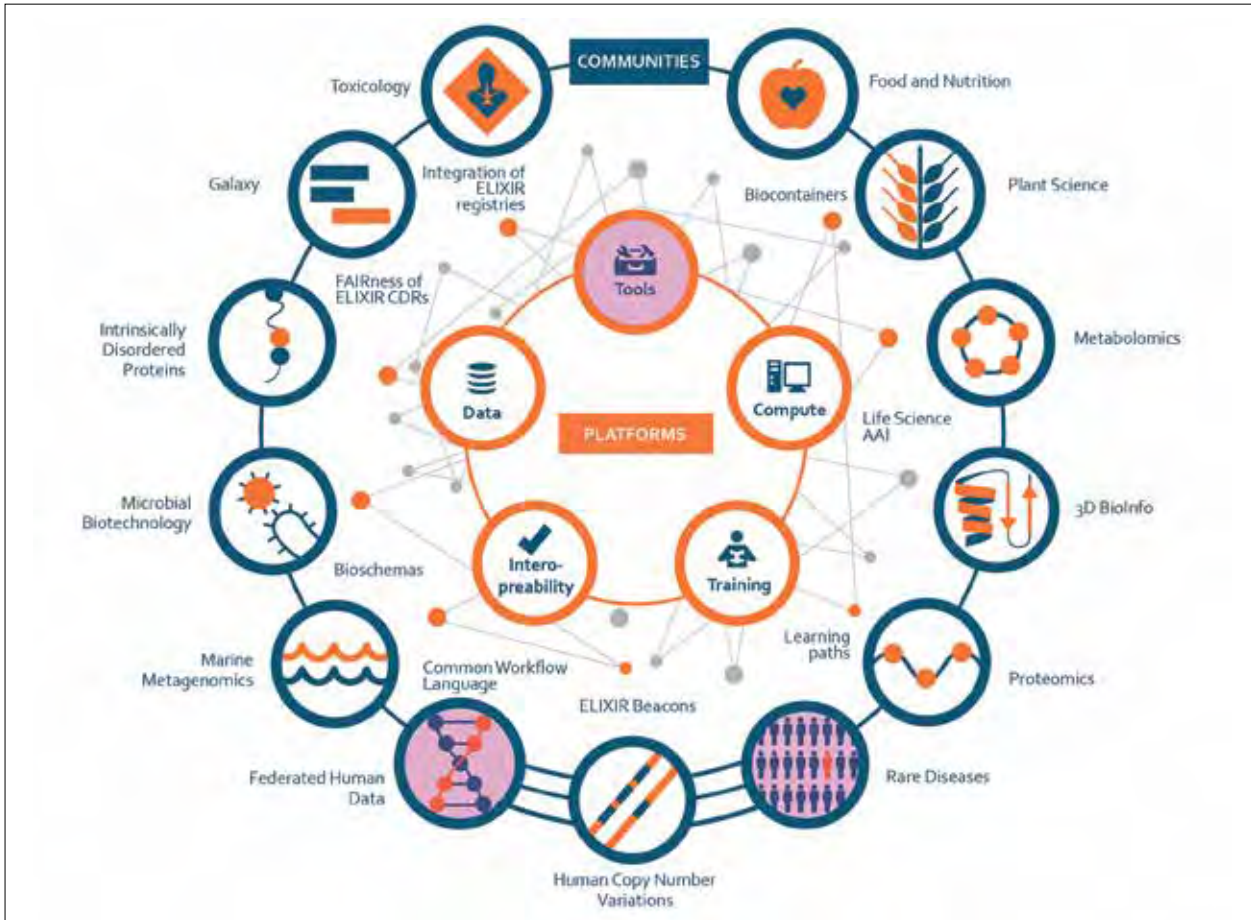 COMMUNITIES
Toxicology
Food and Nutrition
Galaxy
Integration of
ELIXIR
registries
Biocontainers
Plant Science
Tools
FAIRness of
ELIXIR CDRs
Intrinsically
Disordered
Proteins
Metabolomics
Data
Compute
PLATFORMS
Life Science
AAI
Microbial
Biotechnology
3D BioInfo
Bioschemas
Intero-
preability
Training
Marine
Metagenomics
Learning
paths
Proteomics
Common Workflow
Language
ELIXIR Beacons
Federated Human
Data
Rare Diseases
Human Copy Number
Variations